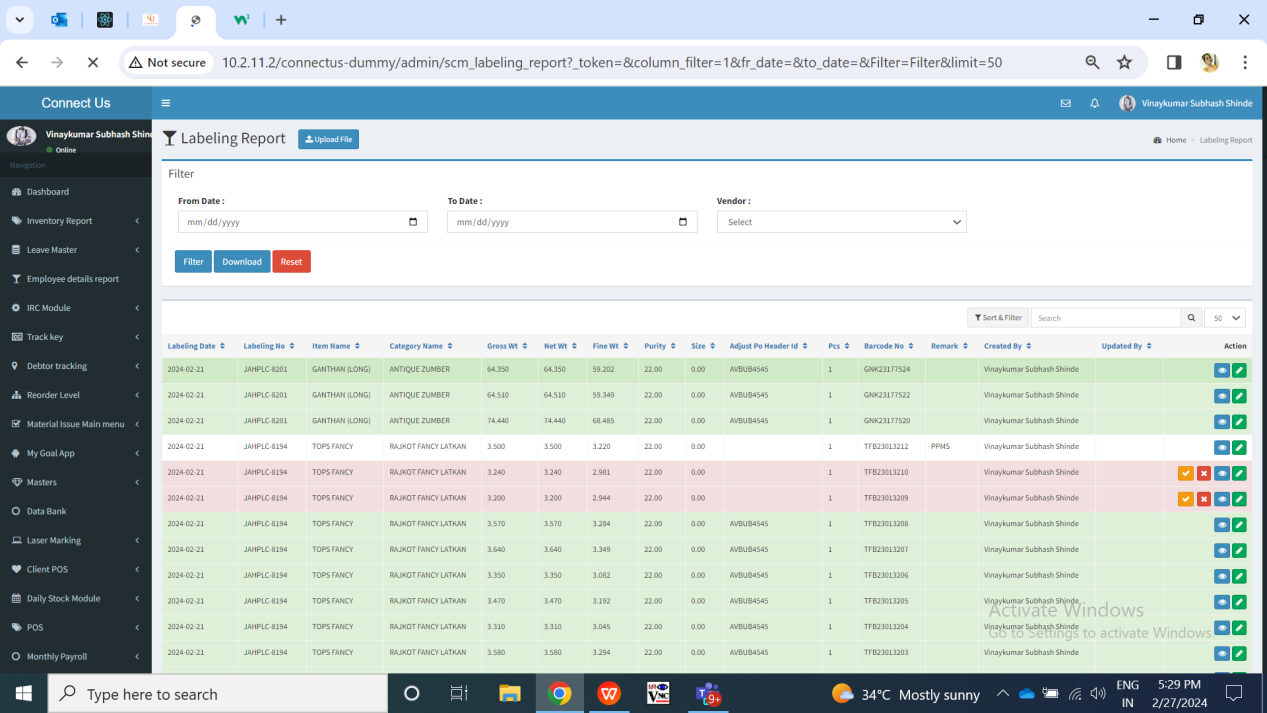 Not secure
10.2.11.2/connectus-dummy/admin/scm_labeling_report?_token=&column_filter=1&fr_date=&to_date=&Filter=Filter&limit=50
Connect Us
Vinaykumar Subhash Shinde
Vinaykumar Subhash Shind
Online
Labeling Report Upload File
Home > Labeling Report
Navigation
Dashboard
Inventory Report
Leave Master
Employee details report
IRC Module
Track key
Debtor tracking
Reorder Level
Material Issue Main menu
My Goal App
Masters
Data Bank
Laser Marking
Client POS
Daily Stock Module
POS
Monthly Payroll
Filter
From Date : To Date : Vendor :
mm/dd/yyyy mm/dd/yyyy Select
Filter Download Reset
Sort & Filter Search 50
Labeling Date Labeling No Item Name Category Name Gross Wt Net Wt Fine Wt Purity Size Adjust Po Header Id Pcs Barcode No Remark Created By Updated By Action
2024-02-21 JAHPLC-8201 GANTHAN (LONG) ANTIQUE ZUMBER 64.350 64.350 59.202 22.00 0.00 AVBUB4545 1 GNK23177524 Vinaykumar Subhash Shinde
2024-02-21 JAHPLC-8201 GANTHAN (LONG) ANTIQUE ZUMBER 64.510 64.510 59.349 22.00 0.00 AVBUB4545 1 GNK23177522 Vinaykumar Subhash Shinde
2024-02-21 JAHPLC-8201 GANTHAN (LONG) ANTIQUE ZUMBER 74.440 74.440 68.485 22.00 0.00 AVBUB4545 1 GNK23177520 Vinaykumar Subhash Shinde
2024-02-21 JAHPLC-8194 TOPS FANCY RAJKOT FANCY LATKAN 3.500 3.500 3.220 22.00 0.00 1 TFB23013212 PPMS Vinaykumar Subhash Shinde
2024-02-21 JAHPLC-8194 TOPS FANCY RAJKOT FANCY LATKAN 3.240 3.240 2.981 22.00 0.00 1 TFB23013210 Vinaykumar Subhash Shinde
2024-02-21 JAHPLC-8194 TOPS FANCY RAJKOT FANCY LATKAN 3.200 3.200 2.944 22.00 0.00 1 TFB23013209 Vinaykumar Subhash Shinde
2024-02-21 JAHPLC-8194 TOPS FANCY RAJKOT FANCY LATKAN 3.570 3.570 3.284 22.00 0.00 AVBUB4545 1 TFB23013208 Vinaykumar Subhash Shinde
2024-02-21 JAHPLC-8194 TOPS FANCY RAJKOT FANCY LATKAN 3.640 3.640 3.349 22.00 0.00 AVBUB4545 1 TFB23013207 Vinaykumar Subhash Shinde
2024-02-21 JAHPLC-8194 TOPS FANCY RAJKOT FANCY LATKAN 3.350 3.350 3.082 22.00 0.00 AVBUB4545 1 TFB23013206 Vinaykumar Subhash Shinde
2024-02-21 JAHPLC-8194 TOPS FANCY RAJKOT FANCY LATKAN 3.470 3.470 3.192 22.00 0.00 AVBUB4545 1 TFB23013205 Vinaykumar Subhash Shinde
2024-02-21 JAHPLC-8194 TOPS FANCY RAJKOT FANCY LATKAN 3.310 3.310 3.045 22.00 0.00 AVBUB4545 1 TFB23013204 Vinaykumar Subhash Shinde
2024-02-21 JAHPLC-8194 TOPS FANCY RAJKOT FANCY LATKAN 3.580 3.580 3.294 22.00 0.00 AVBUB4545 1 TFB23013203 Vinaykumar Subhash Shinde
Activate Windows
Go to Settings to activate Windows.
Type here to search
34°C Mostly sunny
ENG
IN
5:29 PM
2/27/2024
9+